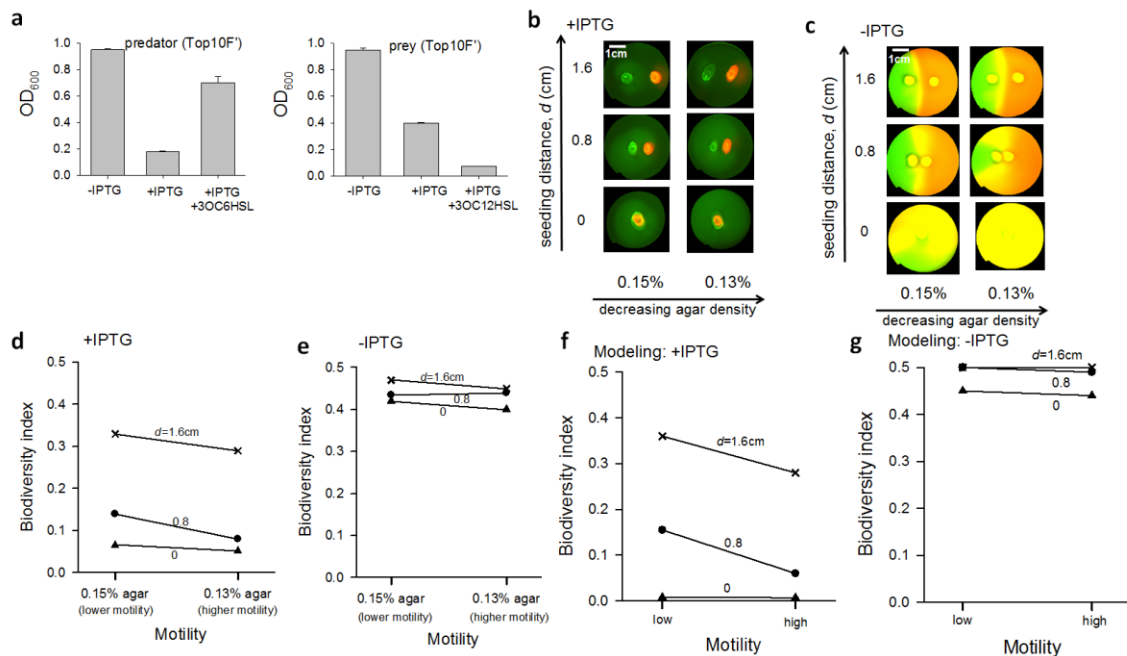 a
predator (Top10F')
OD600
1.0
0.8
0.6
0.4
0.2
0.0
-IPTG
+IPTG
+IPTG
+3OC6HSL
prey (Top10F')
OD600
1.0
0.8
0.6
0.4
0.2
0.0
-IPTG
+IPTG
+IPTG
+3OC12HSL
b
+IPTG
seeding distance, d (cm)
1.6
0.8
0
1cm
0.15%
0.13%
decreasing agar density
c
-IPTG
seeding distance, d (cm)
1.6
0.8
0
1cm
0.15%
0.13%
decreasing agar density
d
+IPTG
Biodiversity index
0.5
0.4
0.3
0.2
0.1
0.0
d=1.6cm
0.8
0
0.15% agar
(lower motility)
0.13% agar
(higher motility)
Motility
e
-IPTG
Biodiversity index
0.5
0.4
0.3
0.2
0.1
0.0
d=1.6cm
0.8
0
0.15% agar
(lower motility)
0.13% agar
(higher motility)
Motility
f
Modeling: +IPTG
Biodiversity index
0.5
0.4
0.3
0.2
0.1
0.0
d=1.6cm
0.8
0
low
high
Motility
g
Modeling: -IPTG
Biodiversity index
0.5
0.4
0.3
0.2
0.1
0.0
d=1.6cm
0.8
0
low
high
Motility